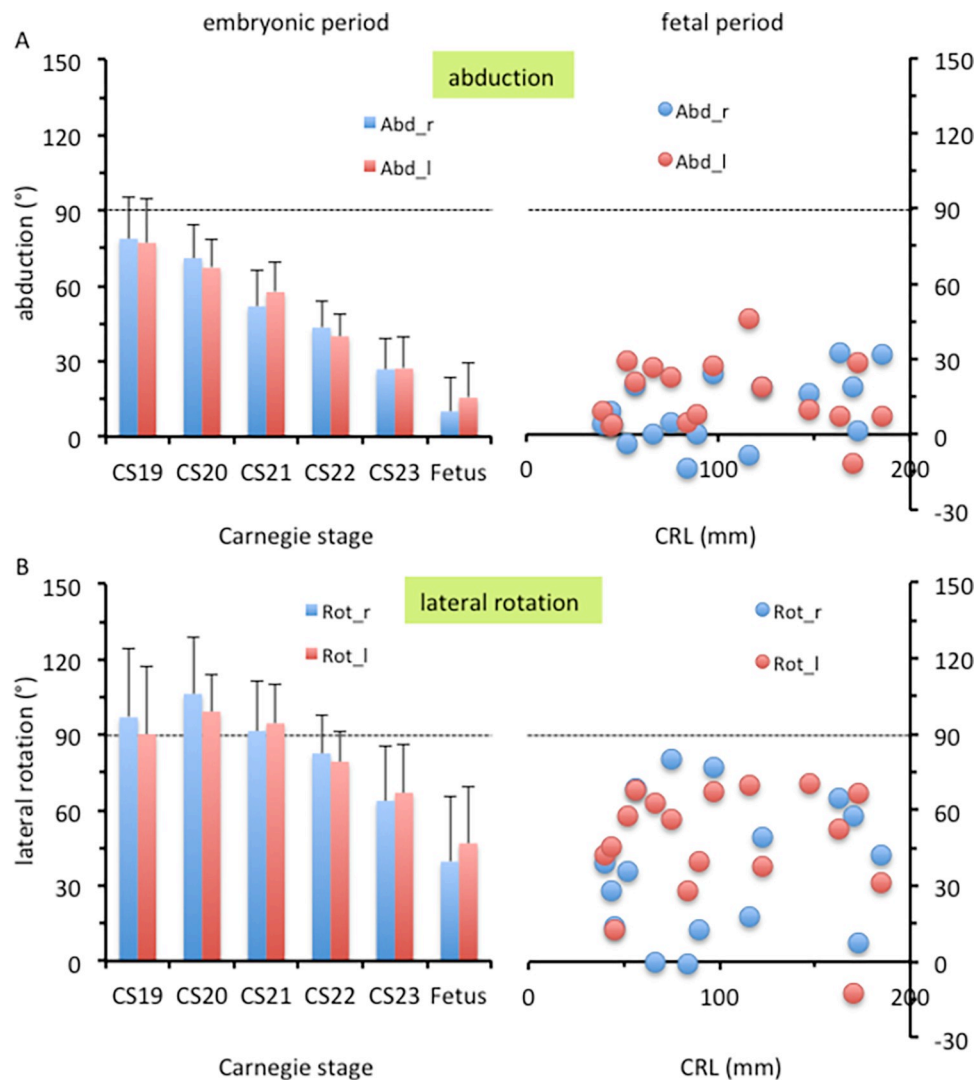 embryonic period fetal period
A
abduction
150 150
Abd_r Abd_r
120 120
Abd_l Abd_l
90 90
abduction (°)
60 60
30 30
0 0
CS19 CS20 CS21 CS22 CS23 Fetus 0 100 200
-30
Carnegie stage CRL (mm)
B
lateral rotation
150 150
Rot_r Rot_r
120 120
Rot_l Rot_l
90 90
lateral rotation (°)
60 60
30 30
0 0
CS19 CS20 CS21 CS22 CS23 Fetus 0 100 200
-30
Carnegie stage CRL (mm)